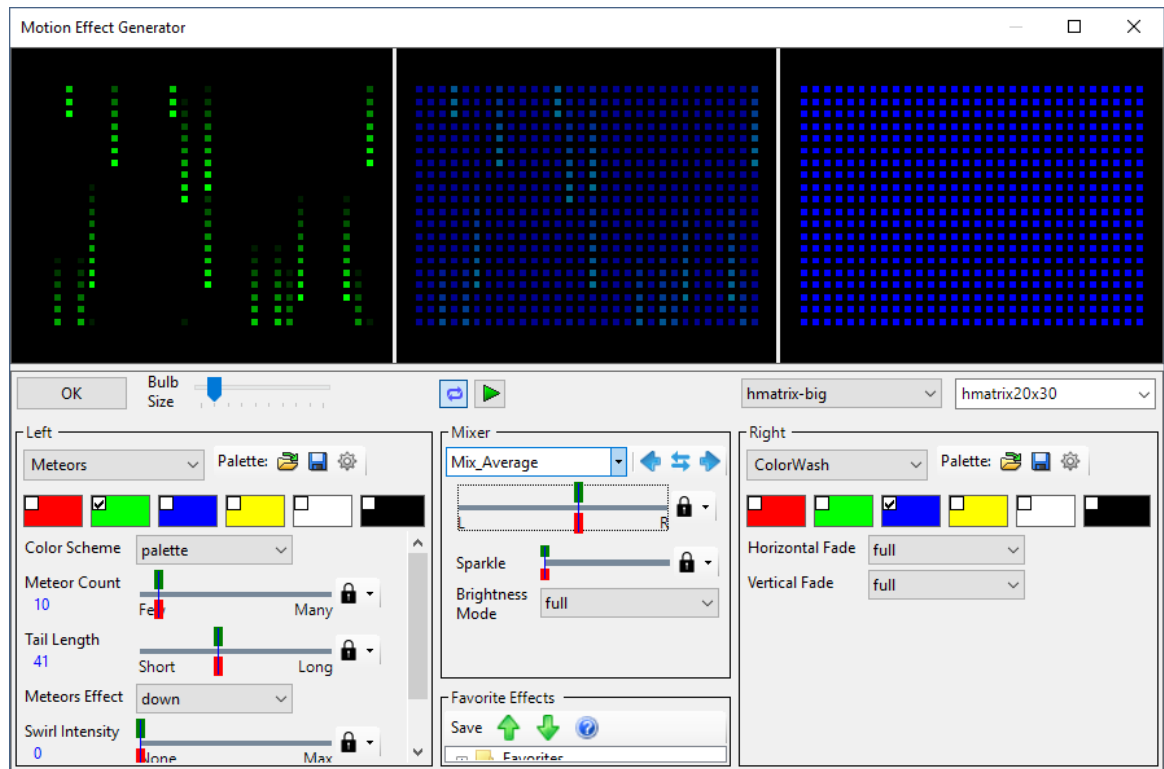 Motion Effect Generator
OK
Bulb
Size
hmatrix-big
hmatrix20x30
Left
Meteors
Palette:
Color Scheme
palette
Meteor Count
10
Few
Many
Tail Length
41
Short
Long
Meteors Effect
down
Swirl Intensity
0
None
Max
Mixer
Mix_Average
L
R
Sparkle
Brightness
Mode
full
Favorite Effects
Save
Favorites
Right
ColorWash
Palette:
Horizontal Fade
full
Vertical Fade
full